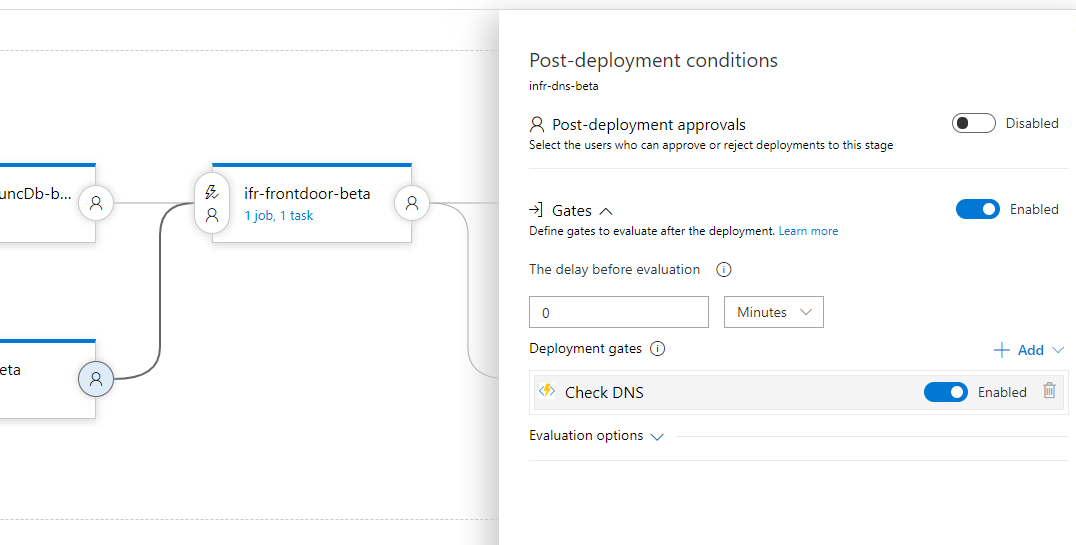 uncDb-b...
ifr-frontdoor-beta
1 job, 1 task
eta
Post-deployment conditions
infr-dns-beta
Post-deployment approvals
Disabled
Select the users who can approve or reject deployments to this stage
Gates
Enabled
Define gates to evaluate after the deployment. Learn more
The delay before evaluation
0
Minutes
Deployment gates
Add
Check DNS
Enabled
Evaluation options